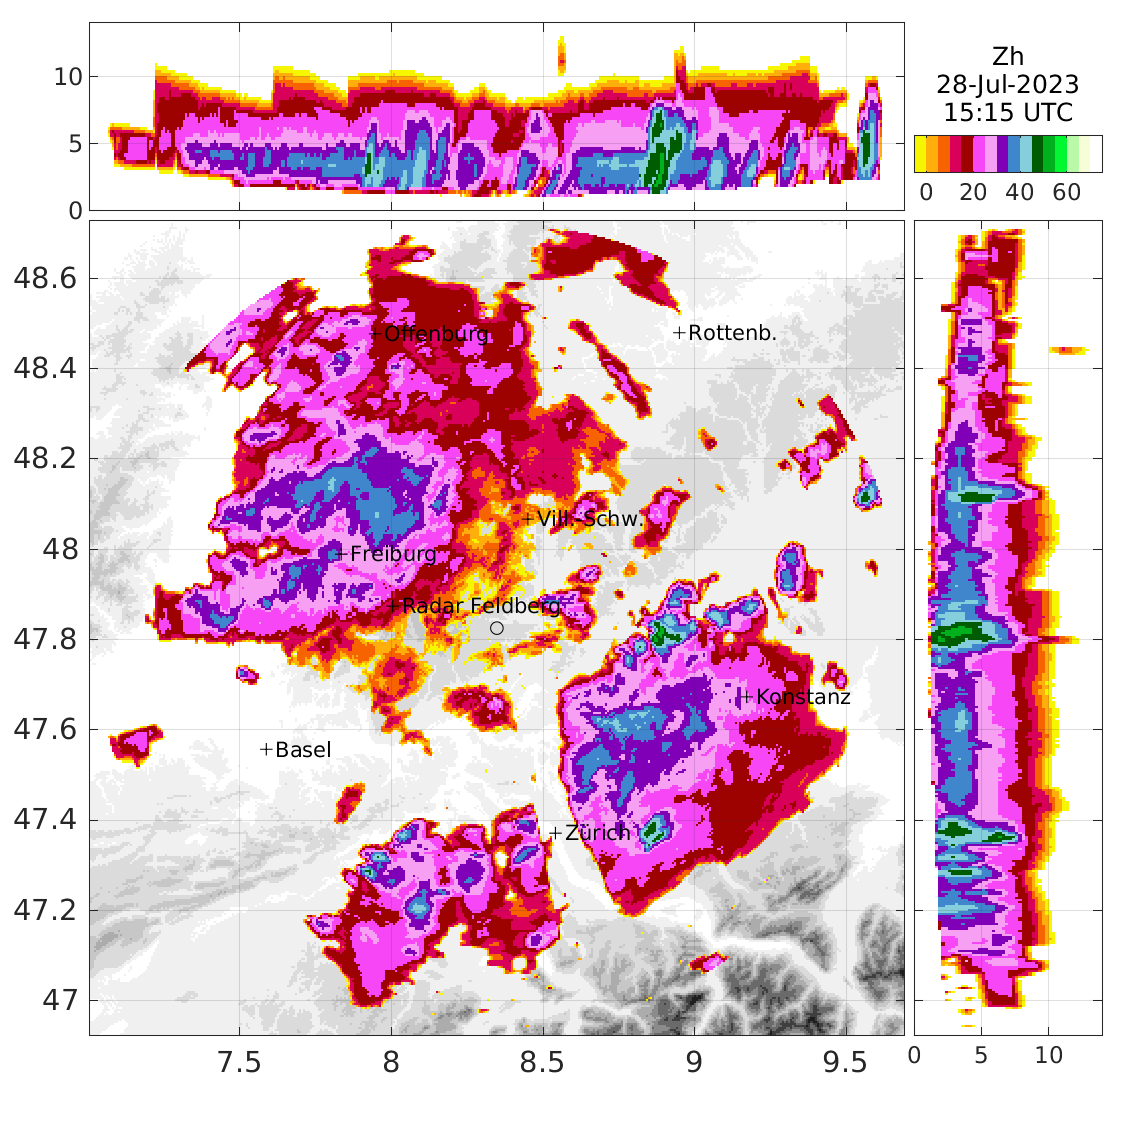 10
5
0
Zh
28-Jul-2023
15:15 UTC
0 20 40 60
48.6
48.4
48.2
48
47.8
47.6
47.4
47.2
47
+Offenburg
+Rottenb.
+Vill.-Schw.
+Freiburg
+Radar Feldberg
+Konstanz
+Basel
+Zürich
7.5 8 8.5 9 9.5
0 5 10